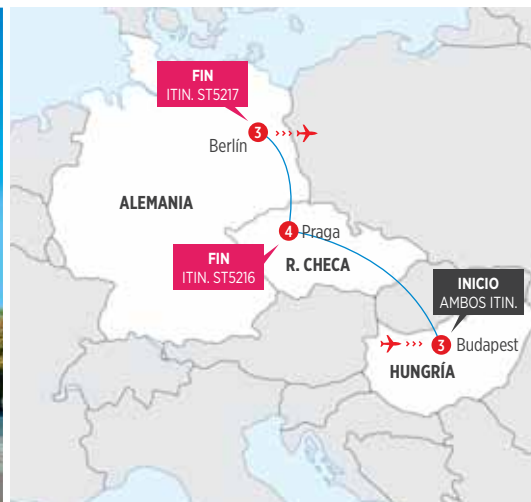 FIN
ITIN. ST5217
3
Berlín
ALEMANIA
4 Praga
FIN
ITIN. ST5216
R. CHECA
INICIO
AMBOS ITIN.
3 Budapest
HUNGRÍA